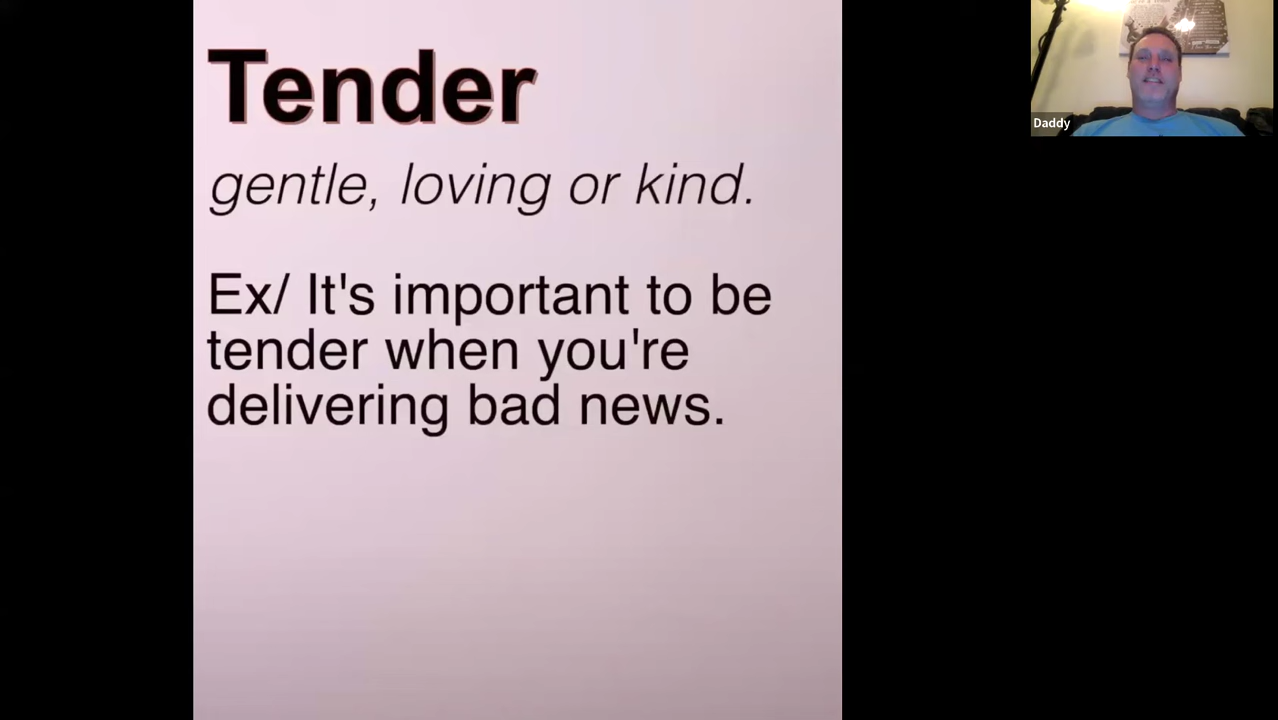 Tender
gentle, loving or kind.
Ex/ It's important to be
tender when you're
delivering bad news.
Daddy